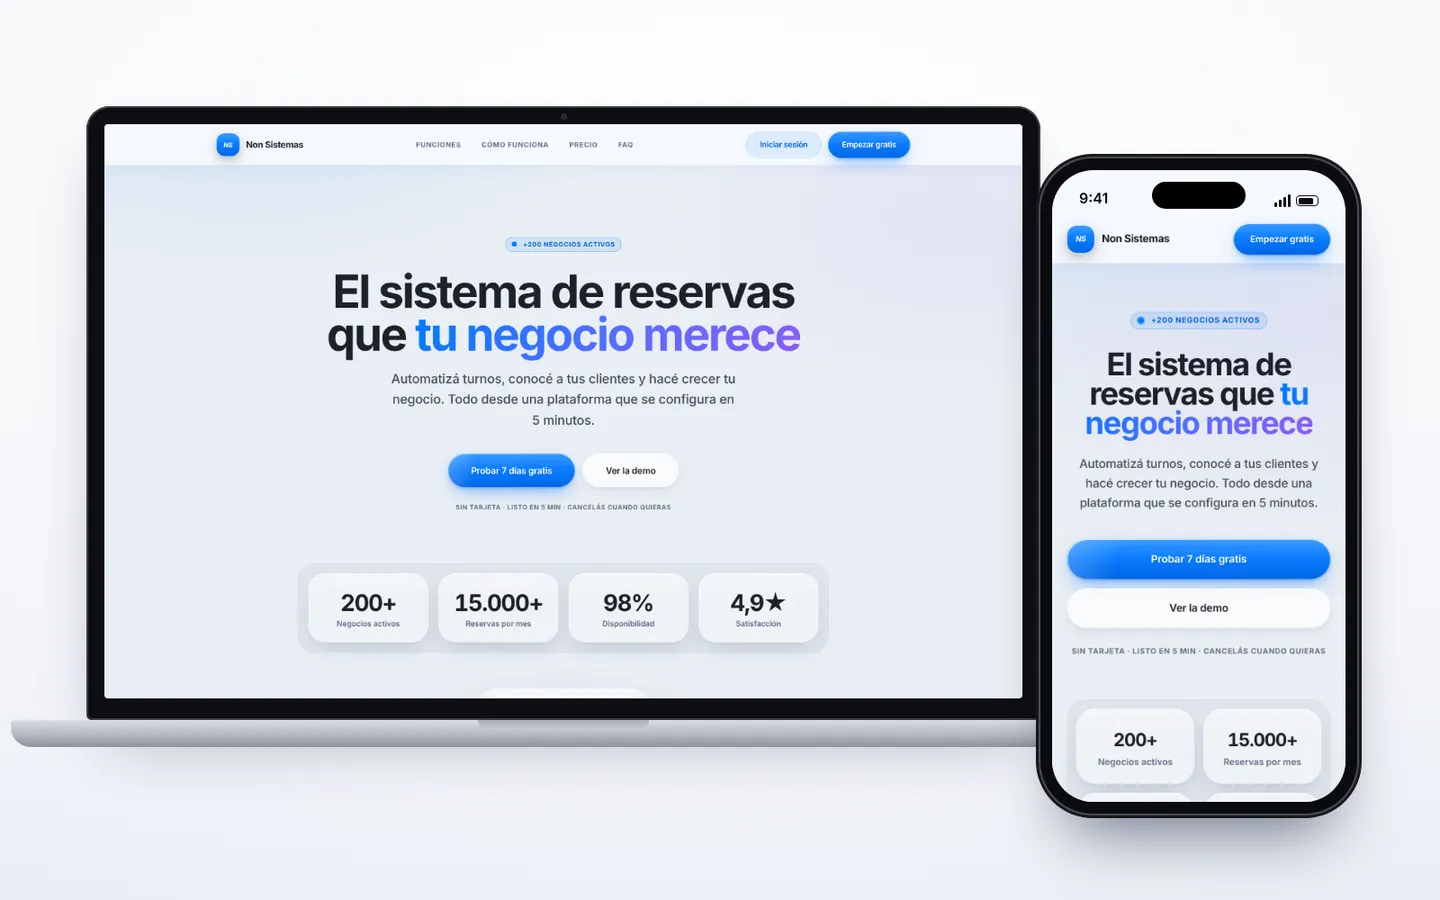 NS Non Sistemas
FUNCIONES CÓMO FUNCIONA PRECIO FAQ
Iniciar sesión
Empezar gratis
+200 NEGOCIOS ACTIVOS
El sistema de reservas
que tu negocio merece
Automatizá turnos, conocé a tus clientes y hacé crecer tu
negocio. Todo desde una plataforma que se configura en
5 minutos.
Probar 7 días gratis
Ver la demo
SIN TARJETA · LISTO EN 5 MIN · CANCELÁS CUANDO QUIERAS
200+
Negocios activos
15.000+
Reservas por mes
98%
Disponibilidad
4,9★
Satisfacción
9:41
NS Non Sistemas
Empezar gratis
+200 NEGOCIOS ACTIVOS
El sistema de
reservas que tu
negocio merece
Automatizá turnos, conocé a tus clientes y
hacé crecer tu negocio. Todo desde una
plataforma que se configura en 5 minutos.
Probar 7 días gratis
Ver la demo
SIN TARJETA · LISTO EN 5 MIN · CANCELÁS CUANDO QUIERAS
200+
Negocios activos
15.000+
Reservas por mes